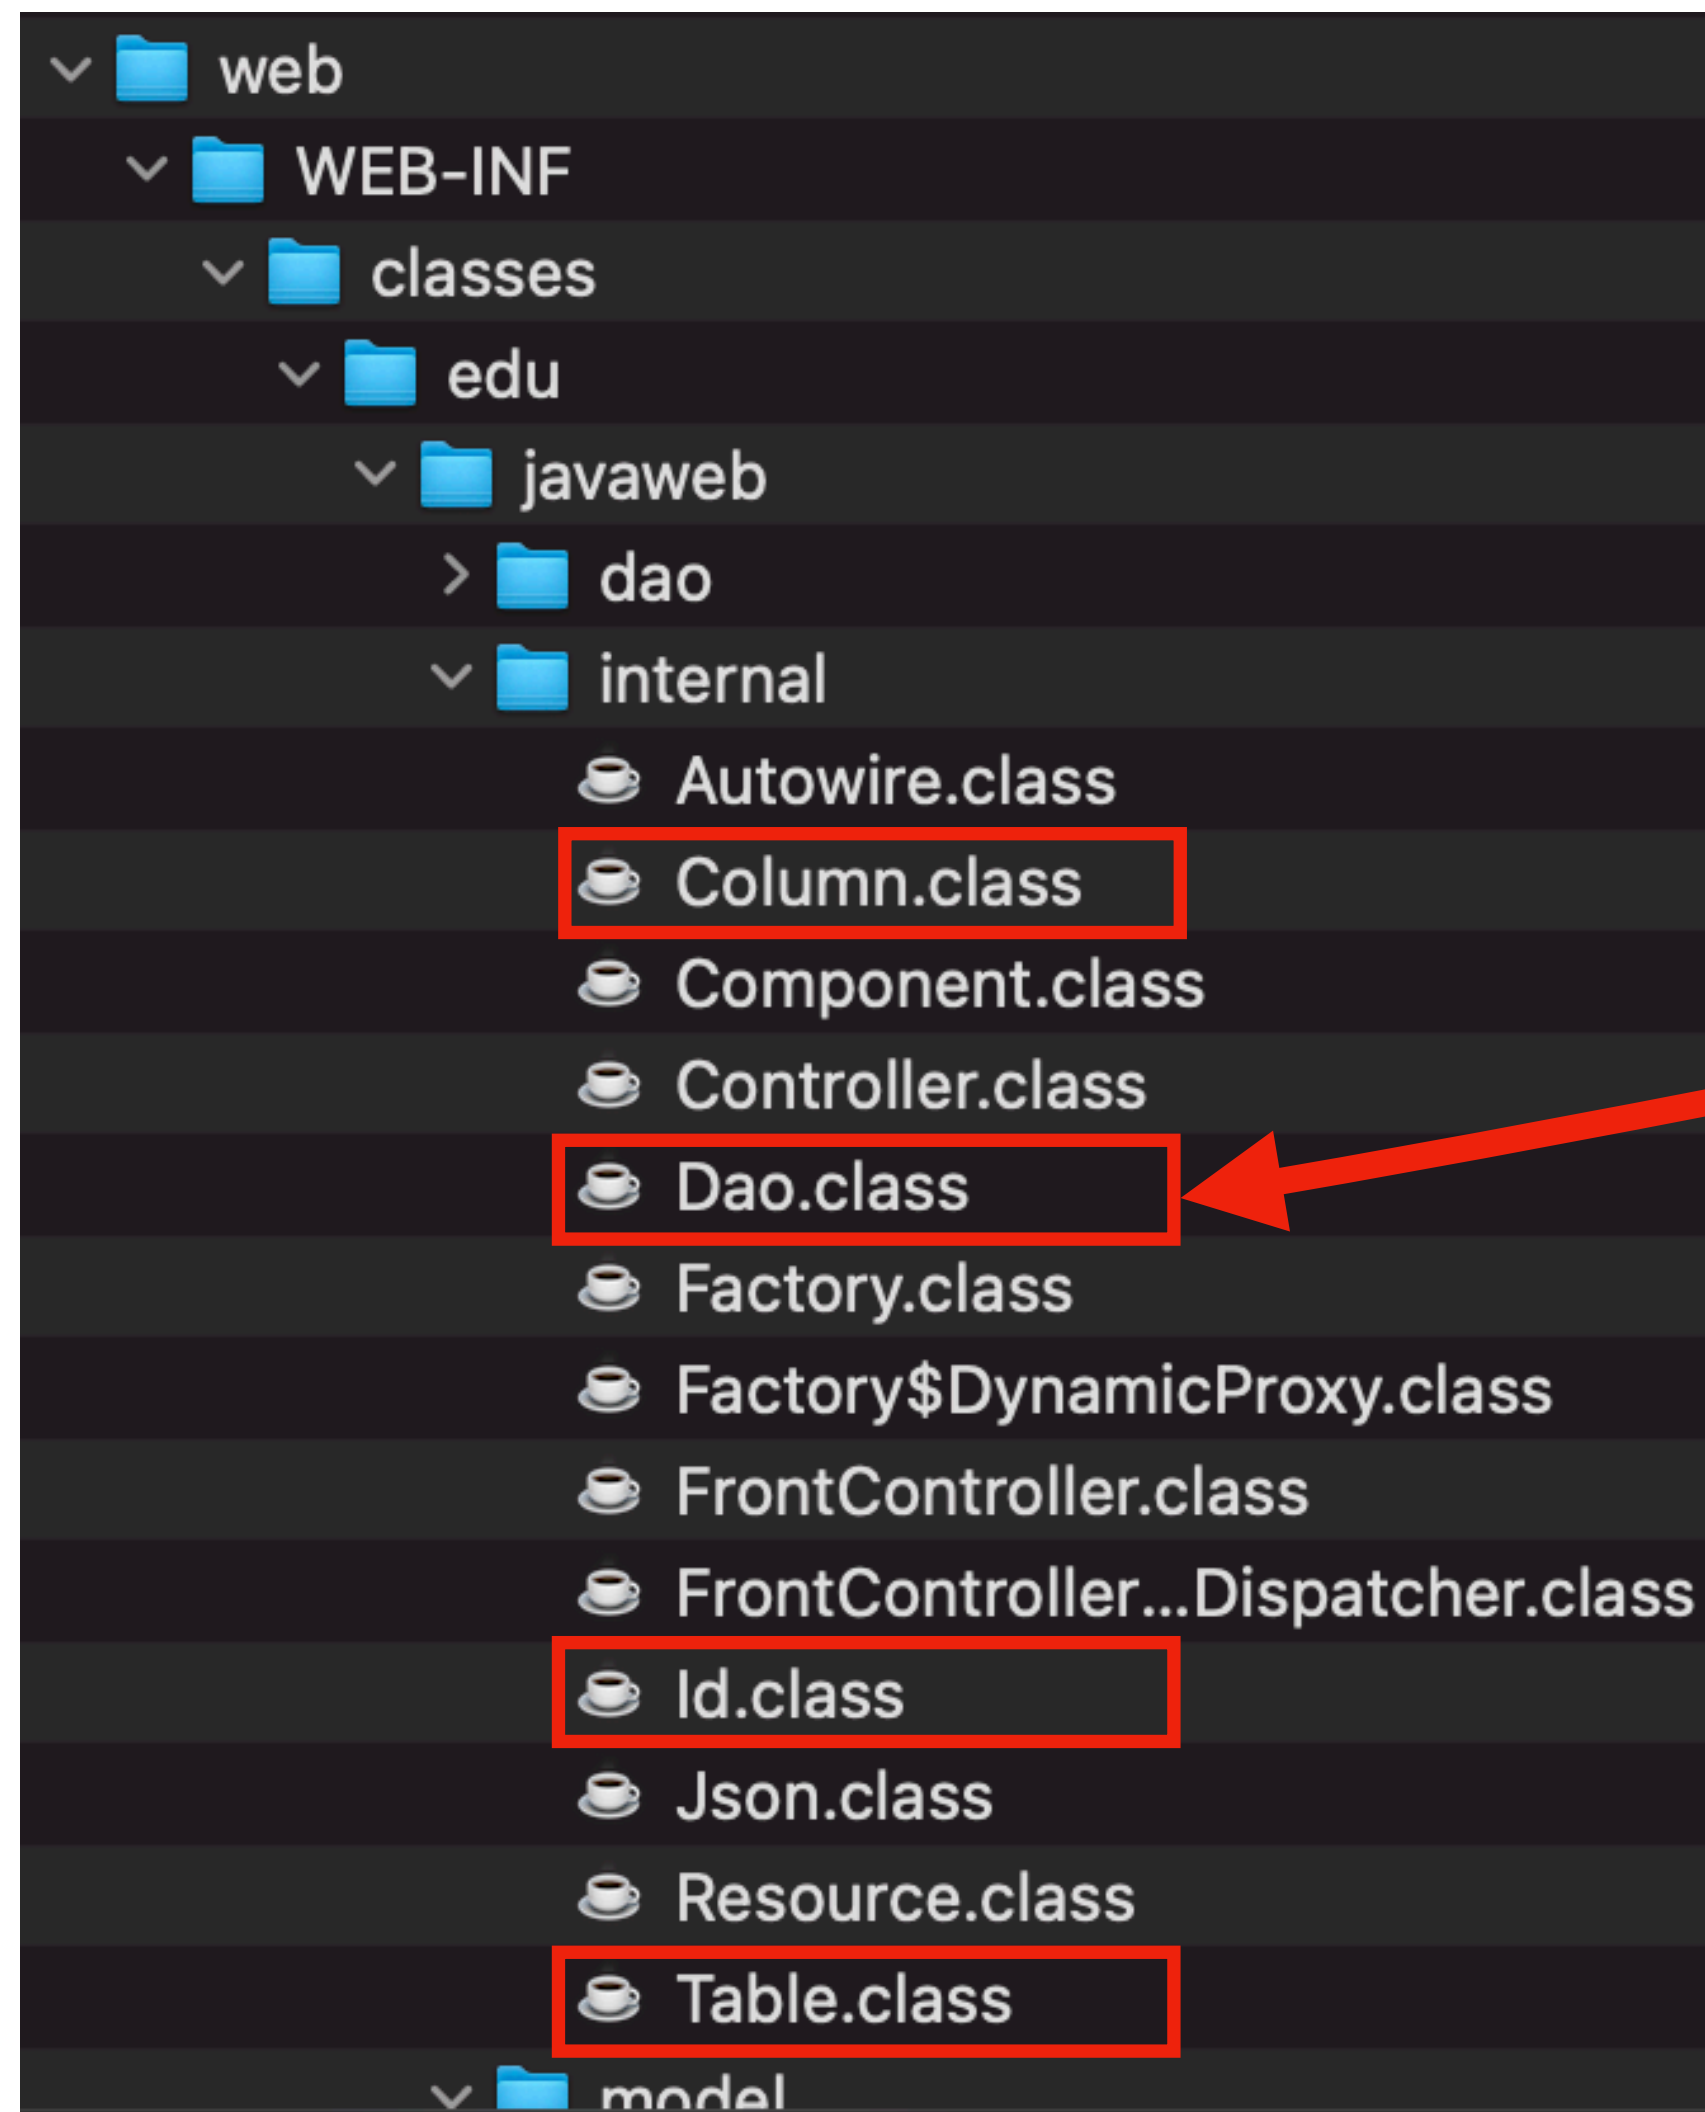 web
WEB-INF
classes
edu
javaweb
dao
internal
Autowire.class
Column.class
Component.class
Controller.class
Dao.class
Factory.class
Factory$DynamicProxy.class
FrontController.class
FrontController...Dispatcher.class
Id.class
Json.class
Resource.class
Table.class
model